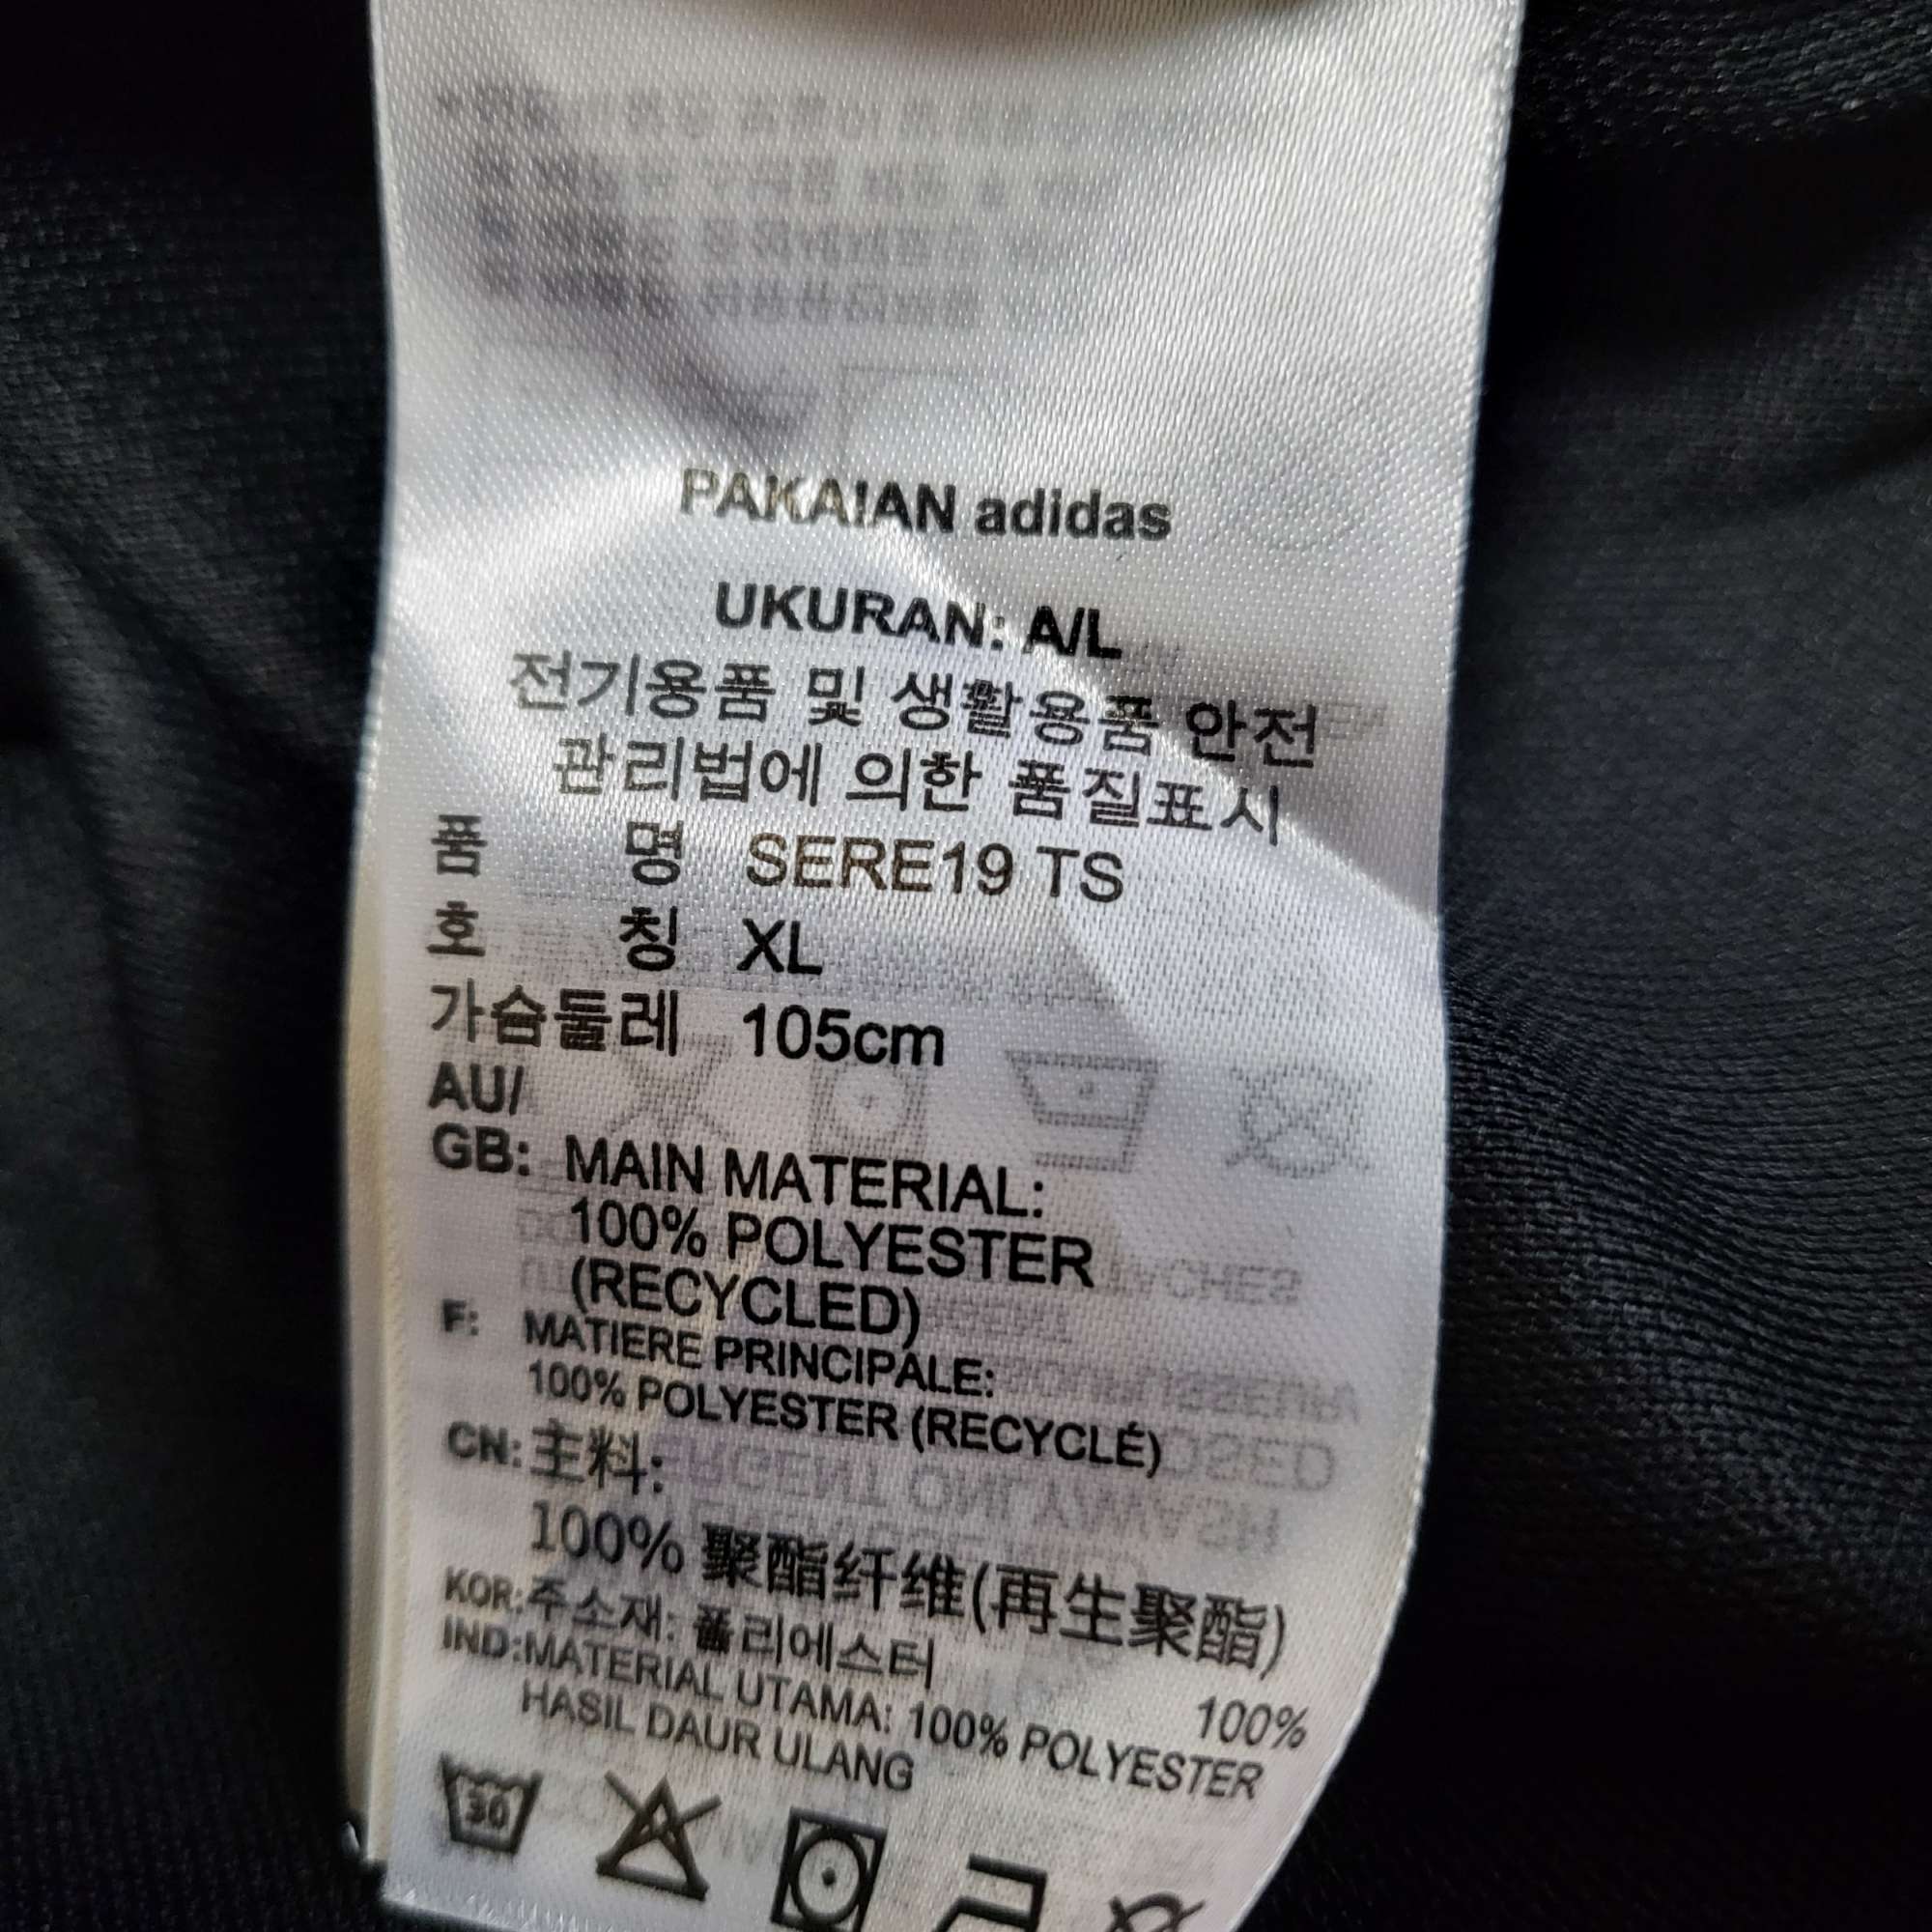 PAKAIAN adidas
UKURAN: A/L
전기용품 및 생활용품 안전
관리법에 의한 품질표시
품 명 SERE19 TS
호 칭 XL
가슴둘레 105cm
AU/
GB: MAIN MATERIAL:
100% POLYESTER
(RECYCLED)
F: MATIERE PRINCIPALE:
100% POLYESTER (RECYCLÉ)
CN: 主料:
100% 聚酯纤维(再生聚酯)
KOR: 주소재: 폴리에스터
100%
IND: MATERIAL UTAMA: 100% POLYESTER
HASIL DAUR ULANG
30